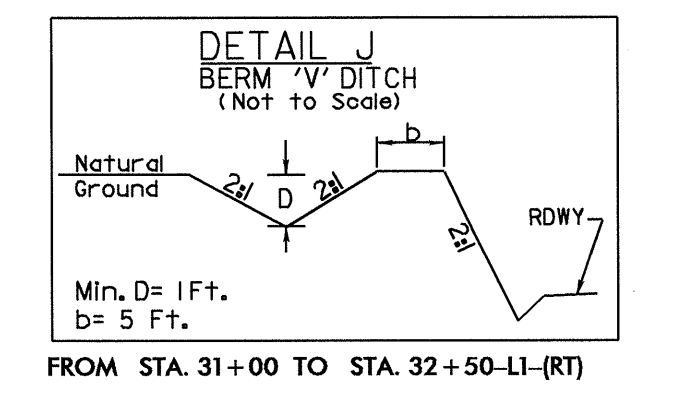 DETAIL J
BERM 'V' DITCH
(Not to Scale)
b
Natural
Ground
2:1
D
2:1
2:1
RDWY
Min. D= 1Ft.
b= 5 Ft.
FROM STA. 31+00 TO STA. 32+50-L1-(RT)